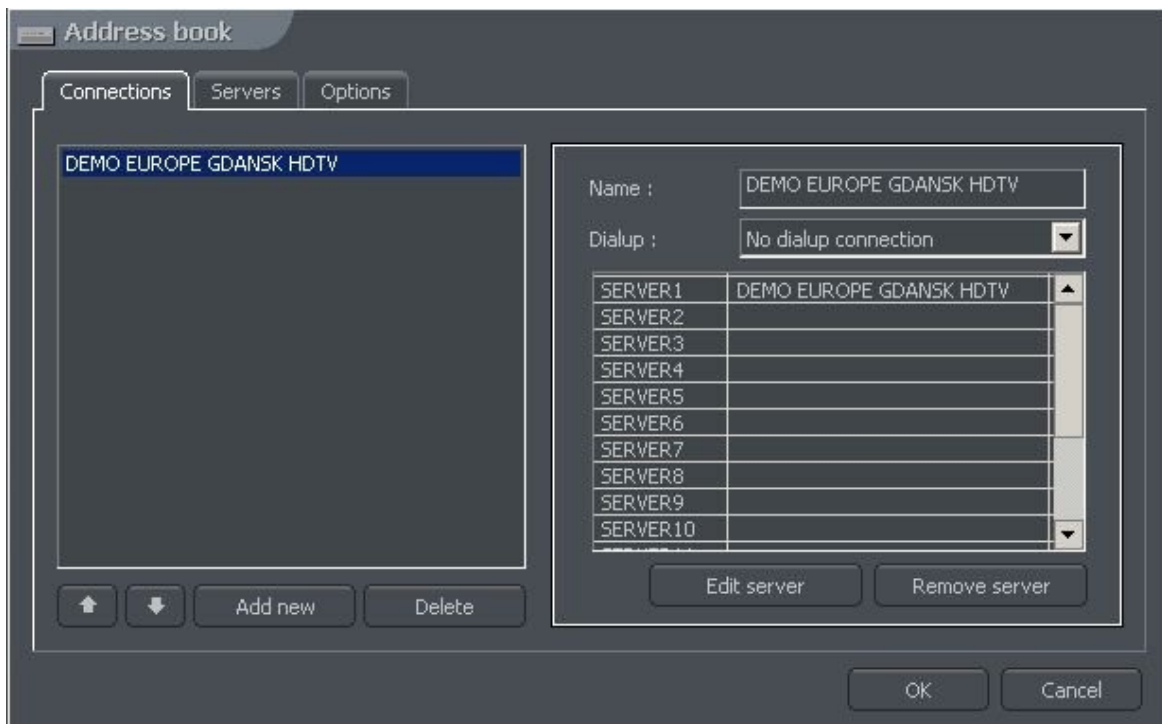 Address book
Connections Servers Options
DEMO EUROPE GDANSK HDTV
Name : DEMO EUROPE GDANSK HDTV
Dialup : No dialup connection
SERVER1 DEMO EUROPE GDANSK HDTV
SERVER2
SERVER3
SERVER4
SERVER5
SERVER6
SERVER7
SERVER8
SERVER9
SERVER10
Edit server Remove server
Add new Delete
OK Cancel